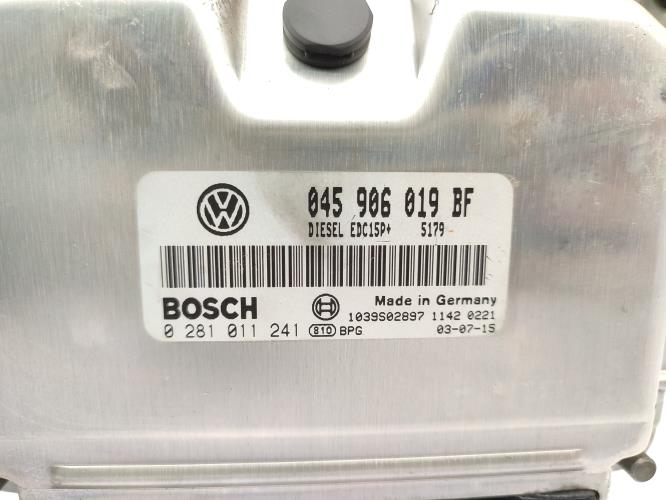 045 906 019 BF
DIESEL EDC15P+ 5179
BOSCH
Made in Germany
0 281 011 241 810 BPG
1039S02897 1142 0221
03-07-15